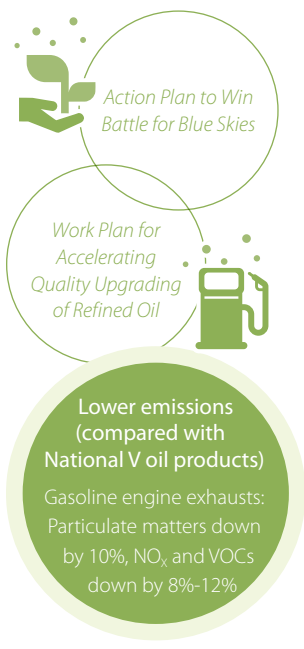 Action Plan to Win
Battle for Blue Skies
Work Plan for
Accelerating
Quality Upgrading
of Refined Oil
Lower emissions
(compared with
National V oil products)
Gasoline engine exhausts:
Particulate matters down
by 10%, NOx and VOCs
down by 8%-12%